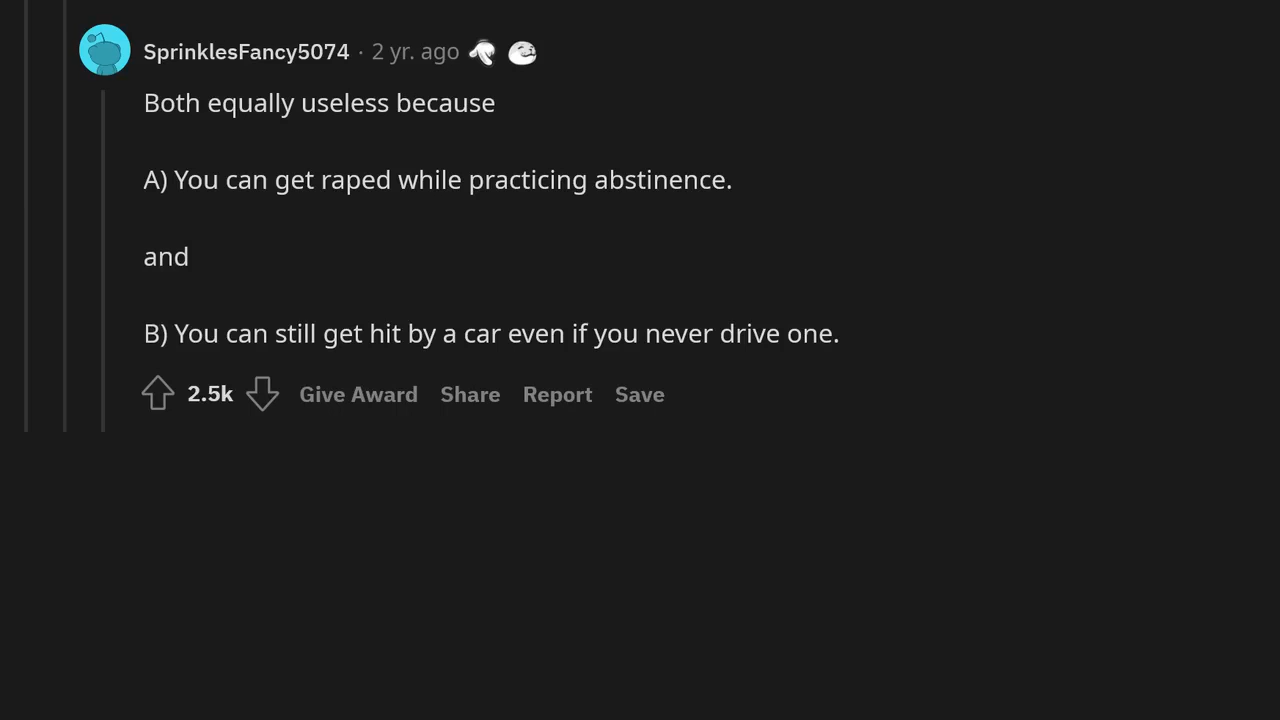 SprinklesFancy5074 · 2 yr. ago
Both equally useless because
A) You can get raped while practicing abstinence.
and
B) You can still get hit by a car even if you never drive one.
2.5k Give Award Share Report Save